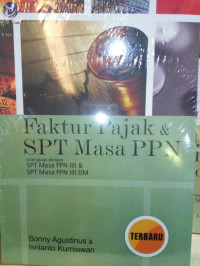 Faktur Pajak &
SPT Masa PPN
dilengkapi dengan
SPT Masa PPN 1111 &
SPT Masa PPN 1111 DM
TERBARU
Sonny Agustinus &
Isnianto Kurniawan